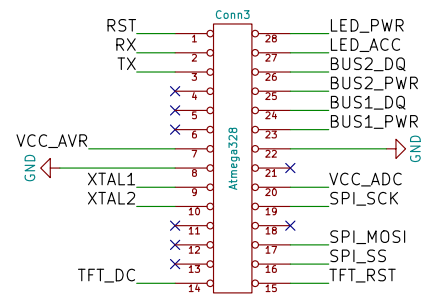 Conn3
RST 1 28 LED_PWR
RX 2 27 LED_ACC
TX 3 26 BUS2_DQ
4 25 BUS2_PWR
5 24 BUS1_DQ
6 23 BUS1_PWR
VCC_AVR 7 22 GND
GND 8 21
XTAL1 9 20 VCC_ADC
XTAL2 10 19 SPI_SCK
11 18
12 17 SPI_MOSI
13 16 SPI_SS
TFT_DC 14 15 TFT_RST
Atmega328